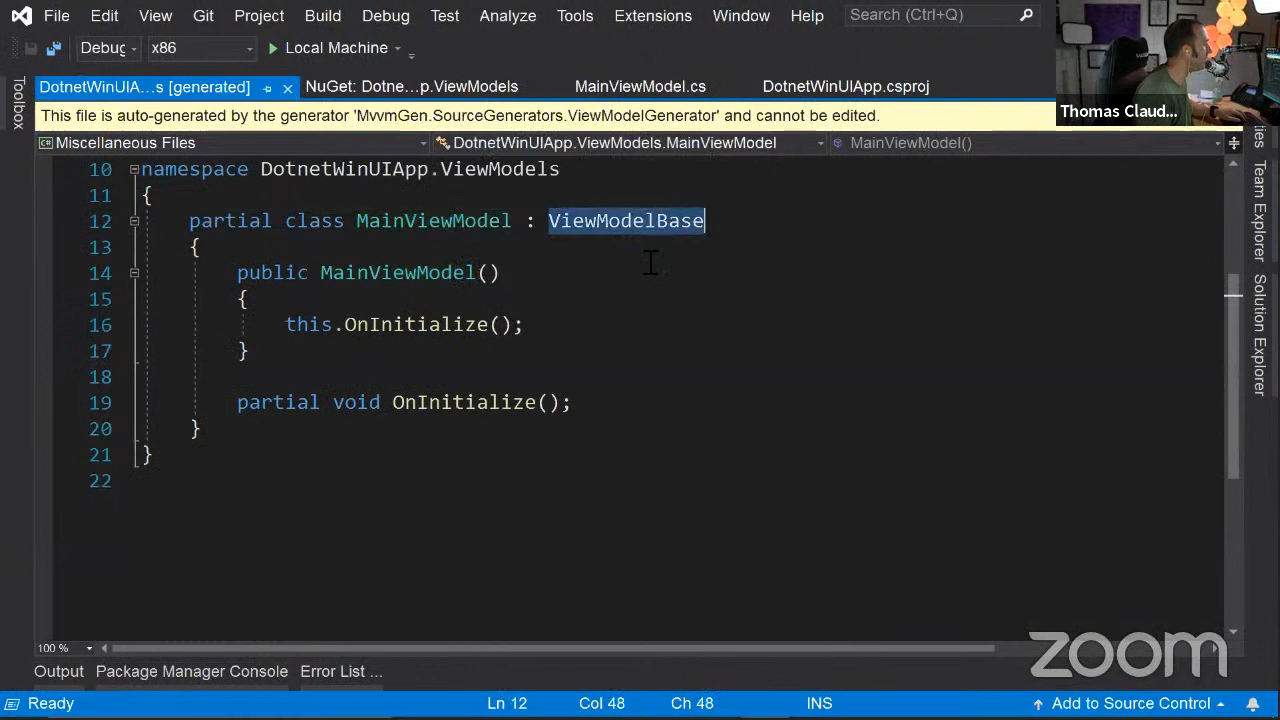 File Edit View Git Project Build Debug Test Analyze Tools Extensions Window Help Search (Ctrl+Q)
Debug x86 Local Machine
Toolbox
DotnetWinUIA...s [generated] NuGet: Dotne...p.ViewModels MainViewModel.cs DotnetWinUIApp.csproj
Thomas Claud...
This file is auto-generated by the generator 'MvvmGen.SourceGenerators.ViewModelGenerator' and cannot be edited.
C# Miscellaneous Files DotnetWinUIApp.ViewModels.MainViewModel MainViewModel()
10 namespace DotnetWinUIApp.ViewModels
11 {
12 partial class MainViewModel : ViewModelBase
13 {
14 public MainViewModel()
15 {
16 this.OnInitialize();
17 }
18
19 partial void OnInitialize();
20 }
21 }
22
Team Explorer
Solution Explorer
100 %
zoom
Output Package Manager Console Error List ...
Ready Ln 12 Col 48 Ch 48 INS Add to Source Control